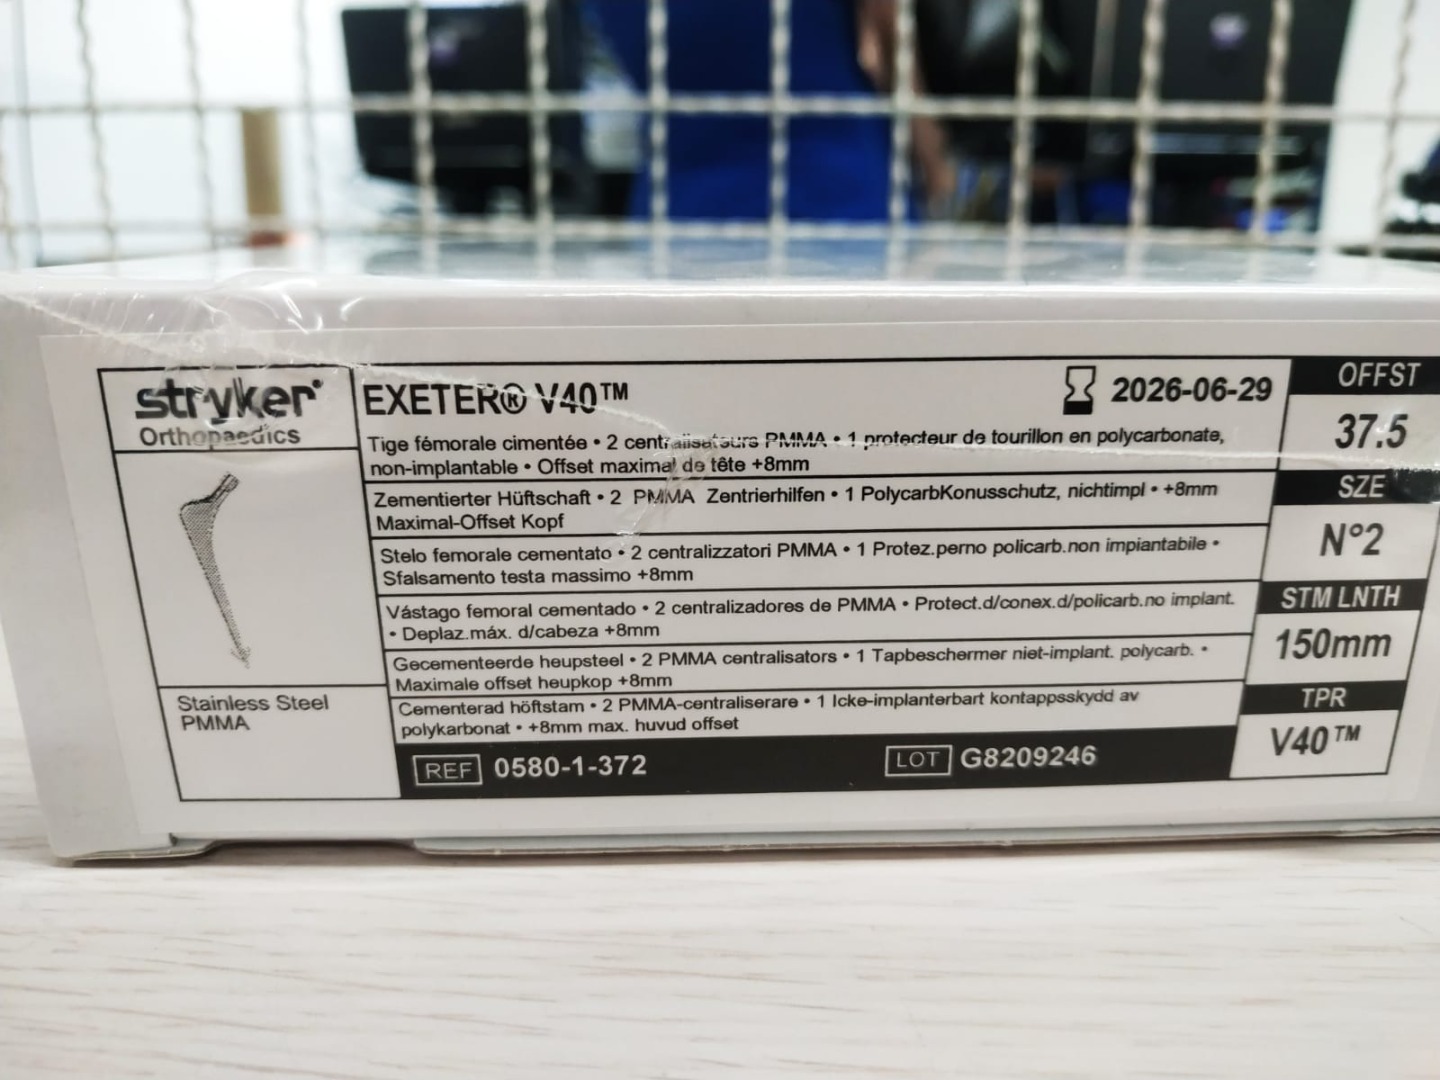 stryker®
Orthopaedics
Stainless Steel
PMMA
EXETER® V40™
2026-06-29
Tige fémorale cimentée • 2 centralisateurs PMMA • 1 protecteur de tourillon en polycarbonate,
non-implantable • Offset maximal de tête +8mm
Zementierter Hüftschaft • 2 PMMA Zentrierhilfen • 1 PolycarbKonusschutz, nichtimpl • +8mm
Maximal-Offset Kopf
Stelo femorale cementato • 2 centralizzatori PMMA • 1 Protez.perno policarb.non impiantabile •
Sfalsamento testa massimo +8mm
Vástago femoral cementado • 2 centralizadores de PMMA • Protect.d/conex.d/policarb.no implant.
• Deplaz.máx. d/cabeza +8mm
Gecementeerde heupsteel • 2 PMMA centralisators • 1 Tapbeschermer niet-implant. polycarb. •
Maximale offset heupkop +8mm
Cementerad höftstam • 2 PMMA-centraliserare • 1 Icke-implanterbart kontappsskydd av
polykarbonat • +8mm max. huvud offset
REF 0580-1-372
LOT G8209246
OFFST
37.5
SZE
N°2
STM LNTH
150mm
TPR
V40™